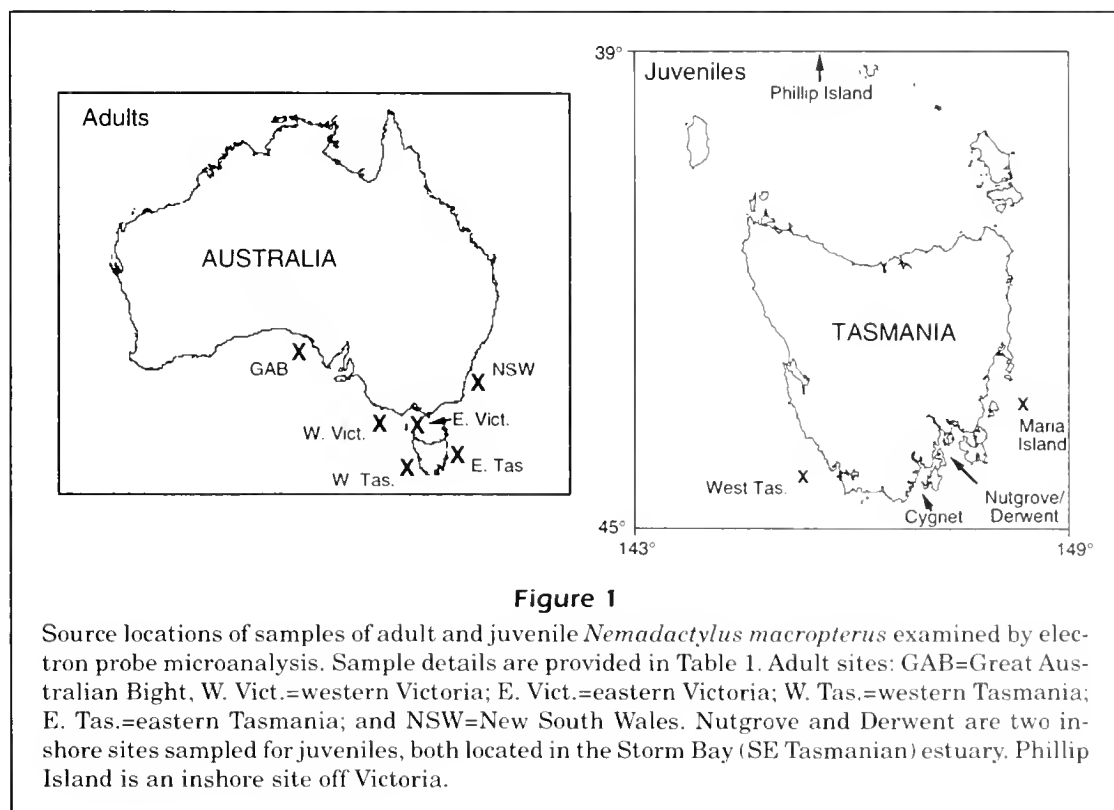 Adults
AUSTRALIA
GAB
NSW
W. Vict.
E. Vict.
W Tas.
E. Tas
39°
Juveniles
Phillip Island
TASMANIA
Maria
Island
West Tas.
Nutgrove/
Derwent
Cygnet
45°
143°
149°
Figure 1
Source locations of samples of adult and juvenile Nemadactylus macropterus examined by elec-
tron probe microanalysis. Sample details are provided in Table 1. Adult sites: GAB=Great Aus-
tralian Bight, W. Vict.=western Victoria; E. Vict.=eastern Victoria; W. Tas.=western Tasmania;
E. Tas.=eastern Tasmania; and NSW=New South Wales. Nutgrove and Derwent are two in-
shore sites sampled for juveniles, both located in the Storm Bay (SE Tasmanian) estuary. Phillip
Island is an inshore site off Victoria.